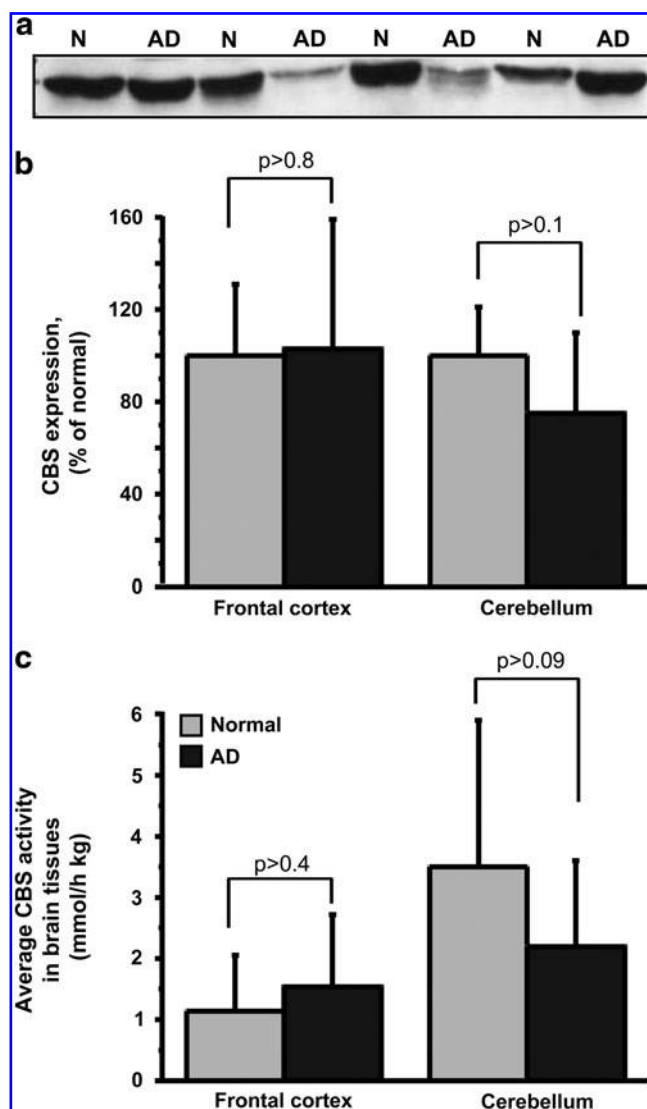 a
N AD N AD N AD N AD
b
p>0.8
p>0.1
160
120
80
40
0
CBS expression,
(% of normal)
Frontal cortex Cerebellum
c
p>0.09
p>0.4
Normal
AD
6
5
4
3
2
1
0
Average CBS activity
in brain tissues
(mmol/h kg)
Frontal cortex Cerebellum